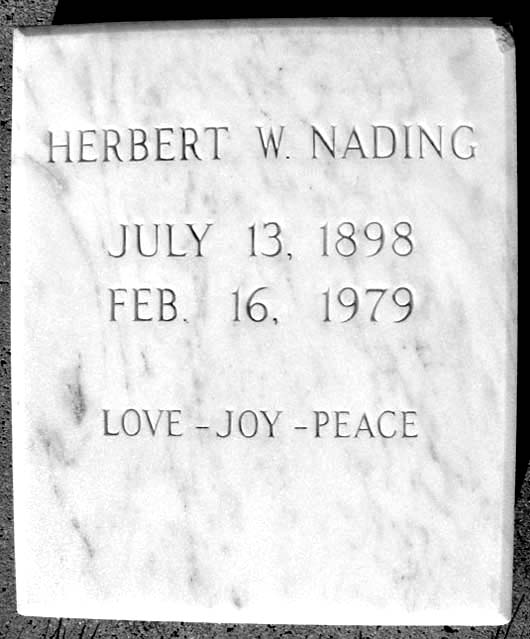 HERBERT W. NADING
JULY 13, 1898
FEB. 16, 1979
LOVE - JOY - PEACE